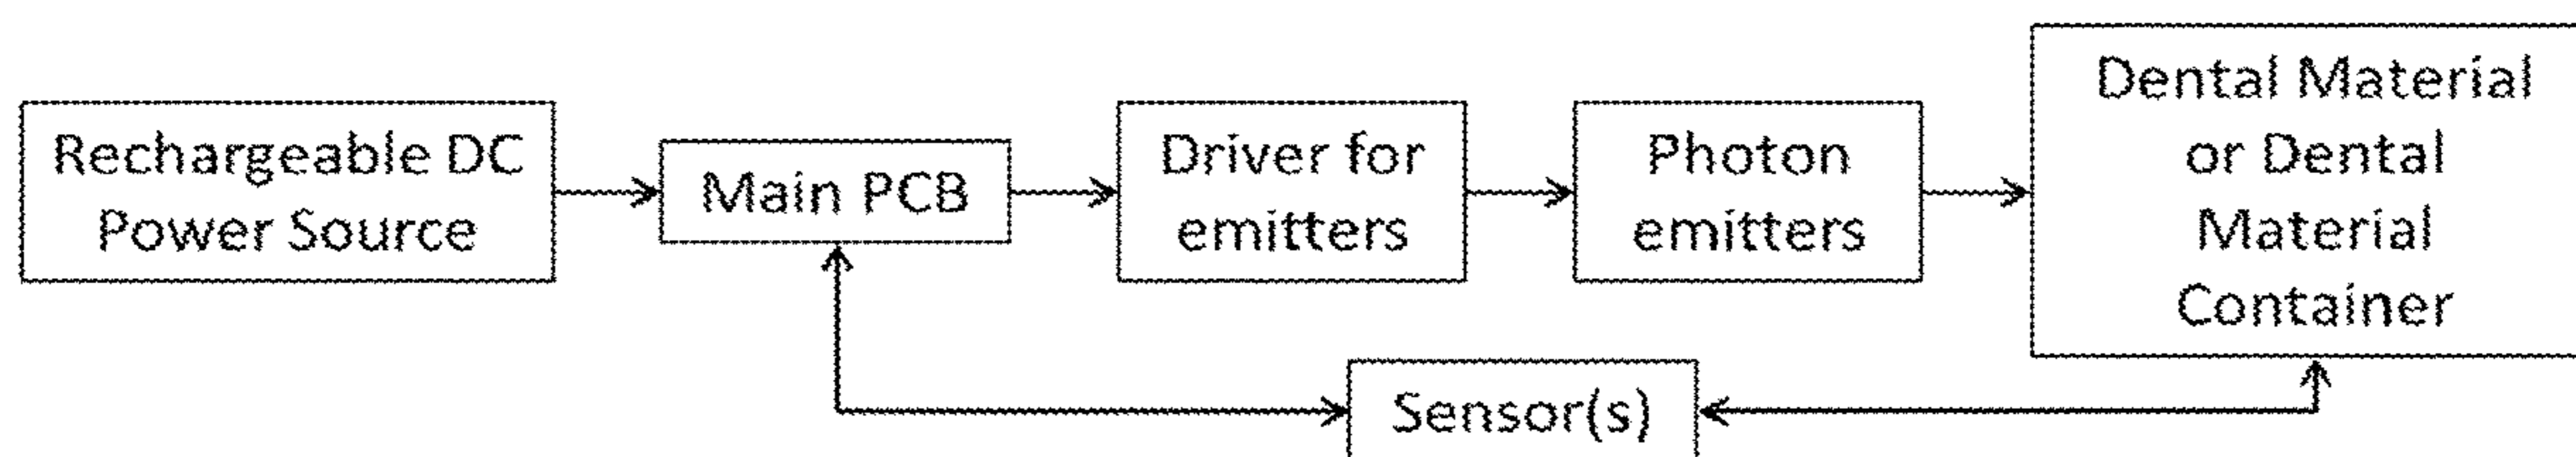 Rechargeable DC
Power Source
Main PCB
Driver for
emitters
Photon
emitters
Dental Material
or Dental
Material
Container
Sensor(s)